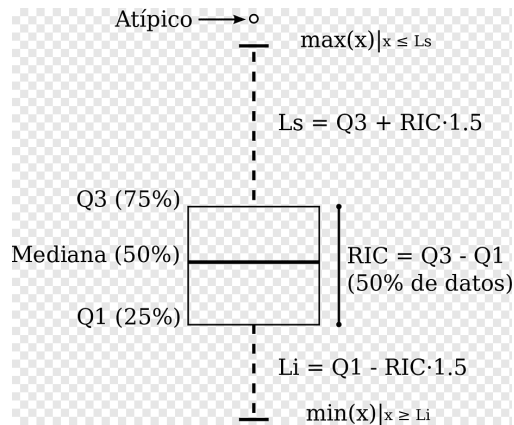 Atípico
max(x)|x ≤ Ls
Ls = Q3 + RIC·1.5
Q3 (75%)
Mediana (50%)
RIC = Q3 - Q1
(50% de datos)
Q1 (25%)
Li = Q1 - RIC·1.5
min(x)|x ≥ Li